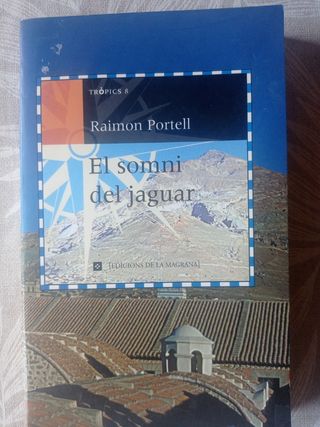 TRÒPICS 8
Raimon Portell
El somni
del jaguar
[EDICIONS DE LA MAGRANA]